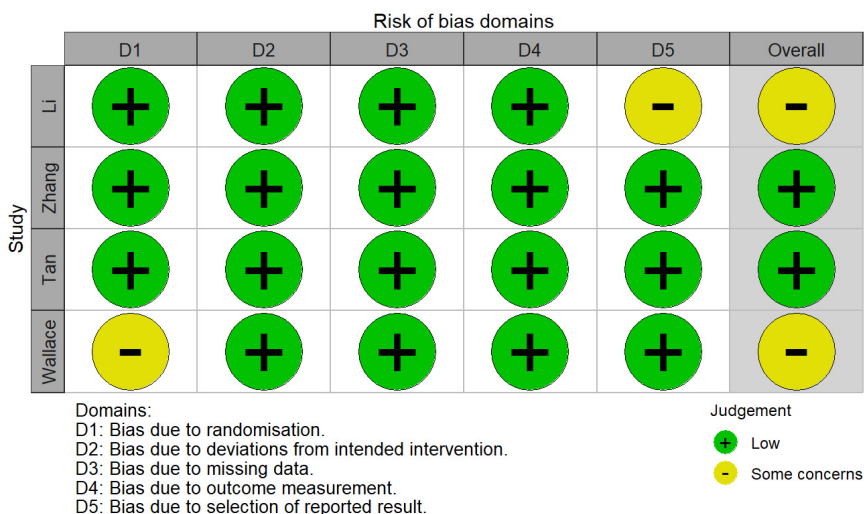 Risk of bias domains
D1 D2 D3 D4 D5 Overall
Study
Li + + + + - -
Zhang + + + + + +
Tan + + + + + +
Wallace - + + + + -
Domains:
D1: Bias due to randomisation.
D2: Bias due to deviations from intended intervention.
D3: Bias due to missing data.
D4: Bias due to outcome measurement.
D5: Bias due to selection of reported result.
Judgement
+ Low
- Some concerns